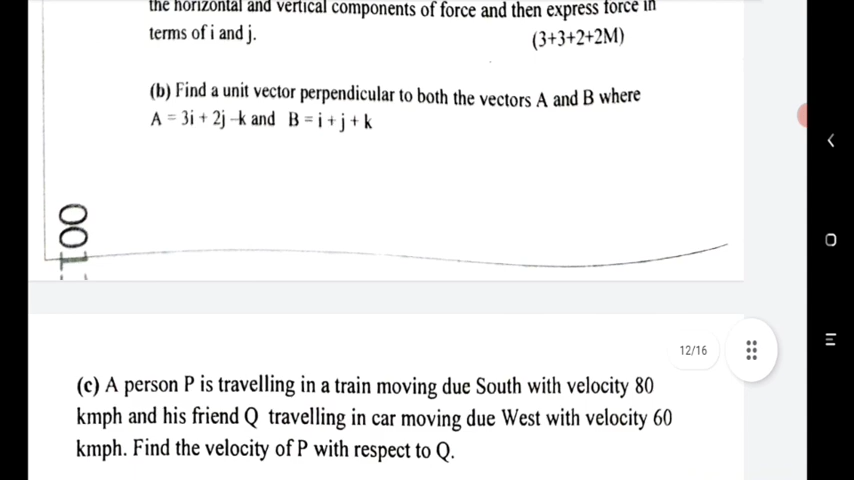 the horizontal and vertical components of force and then express force in
terms of i and j.
(3+3+2+2M)
(b) Find a unit vector perpendicular to both the vectors A and B where
A = 3i + 2j –k and B = i + j + k
001
12/16
(c) A person P is travelling in a train moving due South with velocity 80
kmph and his friend Q travelling in car moving due West with velocity 60
kmph. Find the velocity of P with respect to Q.